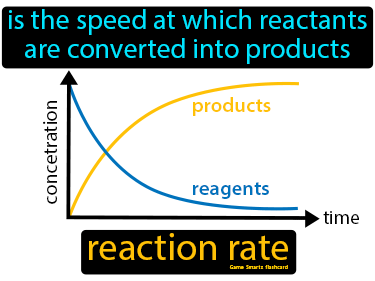 is the speed at which reactants
are converted into products
concetration
products
reagents
time
reaction rate
Game Smartz flashcard